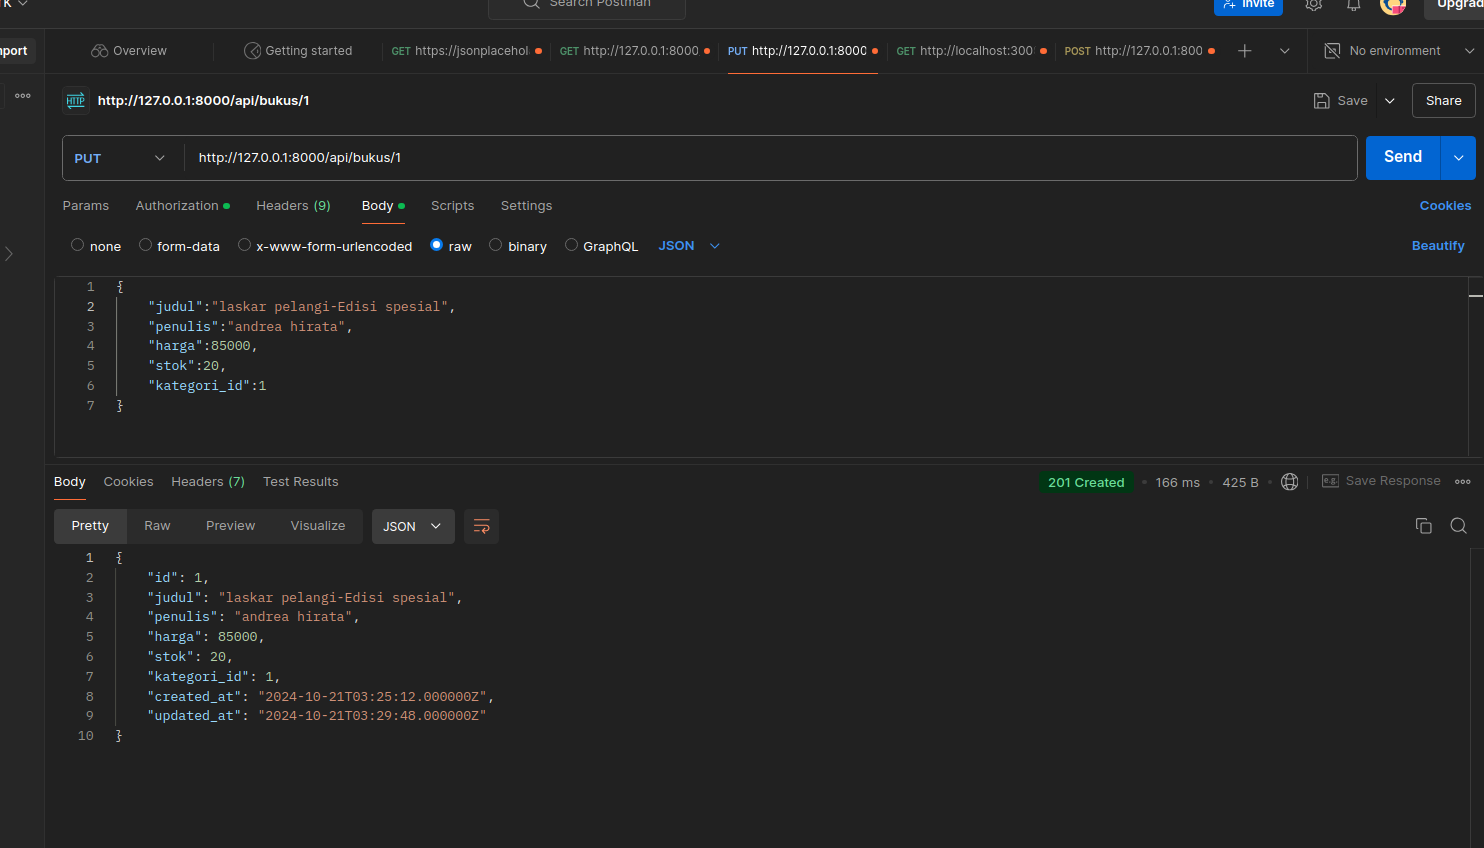 Search Postman
Invite
Upgrad
port
Overview
Getting started
GET https://jsonplacehol
GET http://127.0.0.1:8000
PUT http://127.0.0.1:8000
GET http://localhost:300
POST http://127.0.0.1:800
No environment
HTTP http://127.0.0.1:8000/api/bukus/1
Save
Share
PUT http://127.0.0.1:8000/api/bukus/1
Send
Params Authorization Headers (9) Body Scripts Settings
Cookies
none form-data x-www-form-urlencoded raw binary GraphQL JSON
Beautify
1 {
2 "judul":"laskar pelangi-Edisi spesial",
3 "penulis":"andrea hirata",
4 "harga":85000,
5 "stok":20,
6 "kategori_id":1
7 }
Body Cookies Headers (7) Test Results
201 Created • 166 ms • 425 B •
e.g. Save Response
Pretty Raw Preview Visualize JSON
1 {
2 "id": 1,
3 "judul": "laskar pelangi-Edisi spesial",
4 "penulis": "andrea hirata",
5 "harga": 85000,
6 "stok": 20,
7 "kategori_id": 1,
8 "created_at": "2024-10-21T03:25:12.000000Z",
9 "updated_at": "2024-10-21T03:29:48.000000Z"
10 }